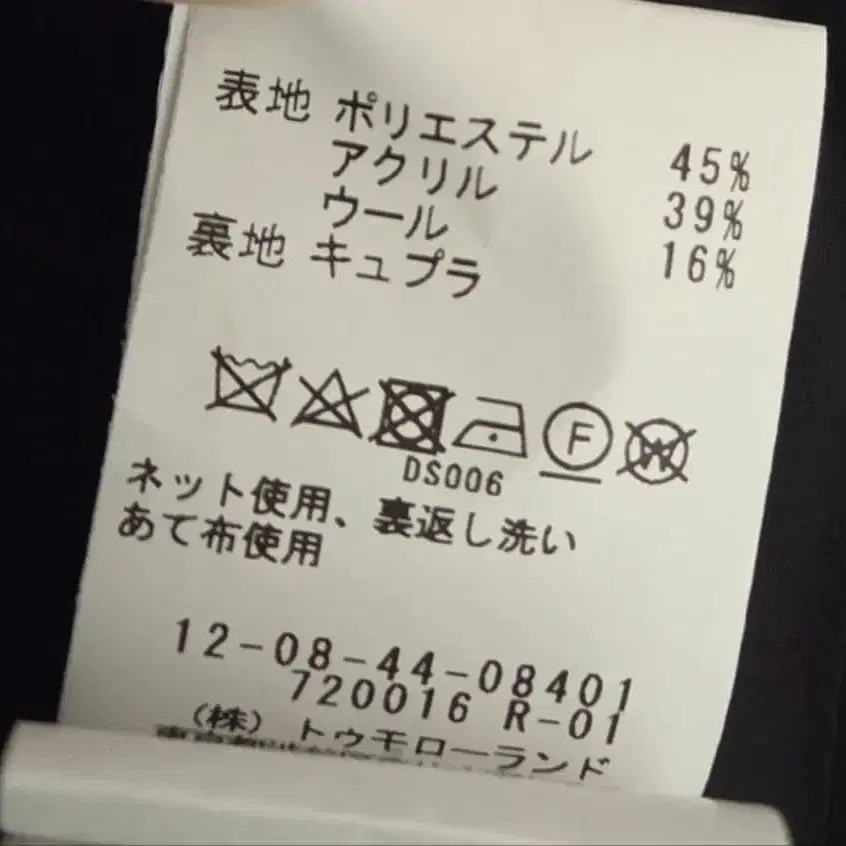 表地 ポリエステル 45%
アクリル 39%
ウール 16%
裏地 キュプラ
F
W
DS006
ネット使用、裏返し洗い
あて布使用
12-08-44-08401
720016 R-01
(株) トゥモローランド